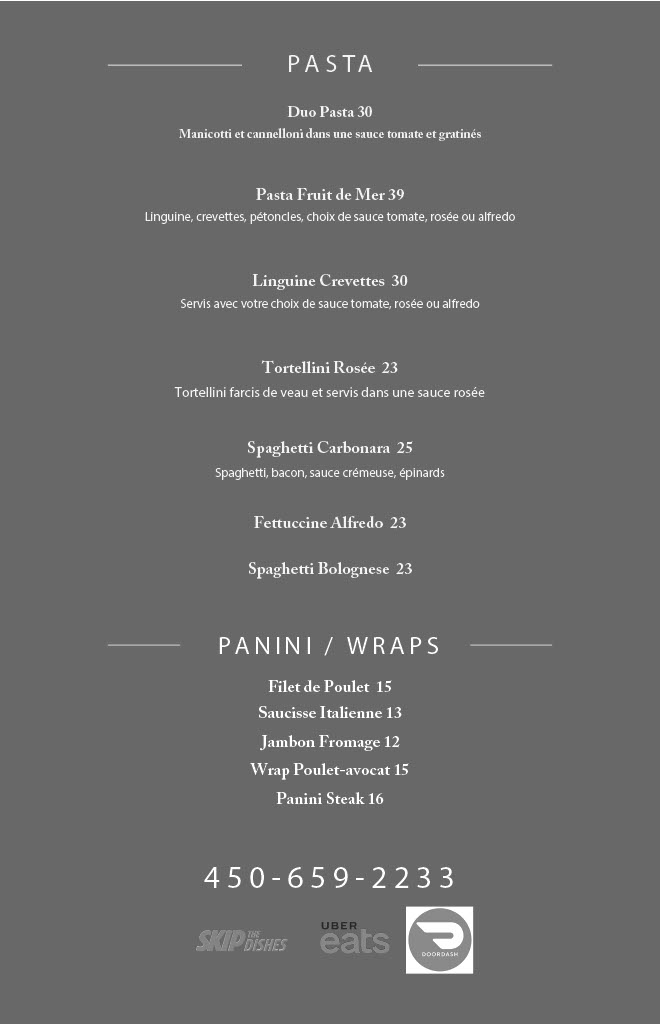 PASTA
Duo Pasta 30
Manicotti et cannelloni dans une sauce tomate et gratinés
Pasta Fruit de Mer 39
Linguine, crevettes, pétoncles, choix de sauce tomate, rosée ou alfredo
Linguine Crevettes 30
Servis avec votre choix de sauce tomate, rosée ou alfredo
Tortellini Rosée 23
Tortellini farcis de veau et servis dans une sauce rosée
Spaghetti Carbonara 25
Spaghetti, bacon, sauce crémeuse, épinards
Fettuccine Alfredo 23
Spaghetti Bolognese 23
PANINI / WRAPS
Filet de Poulet 15
Saucisse Italienne 13
Jambon Fromage 12
Wrap Poulet-avocat 15
Panini Steak 16
450-659-2233
SKIP THE DISHES
UBER eats
DOORDASH